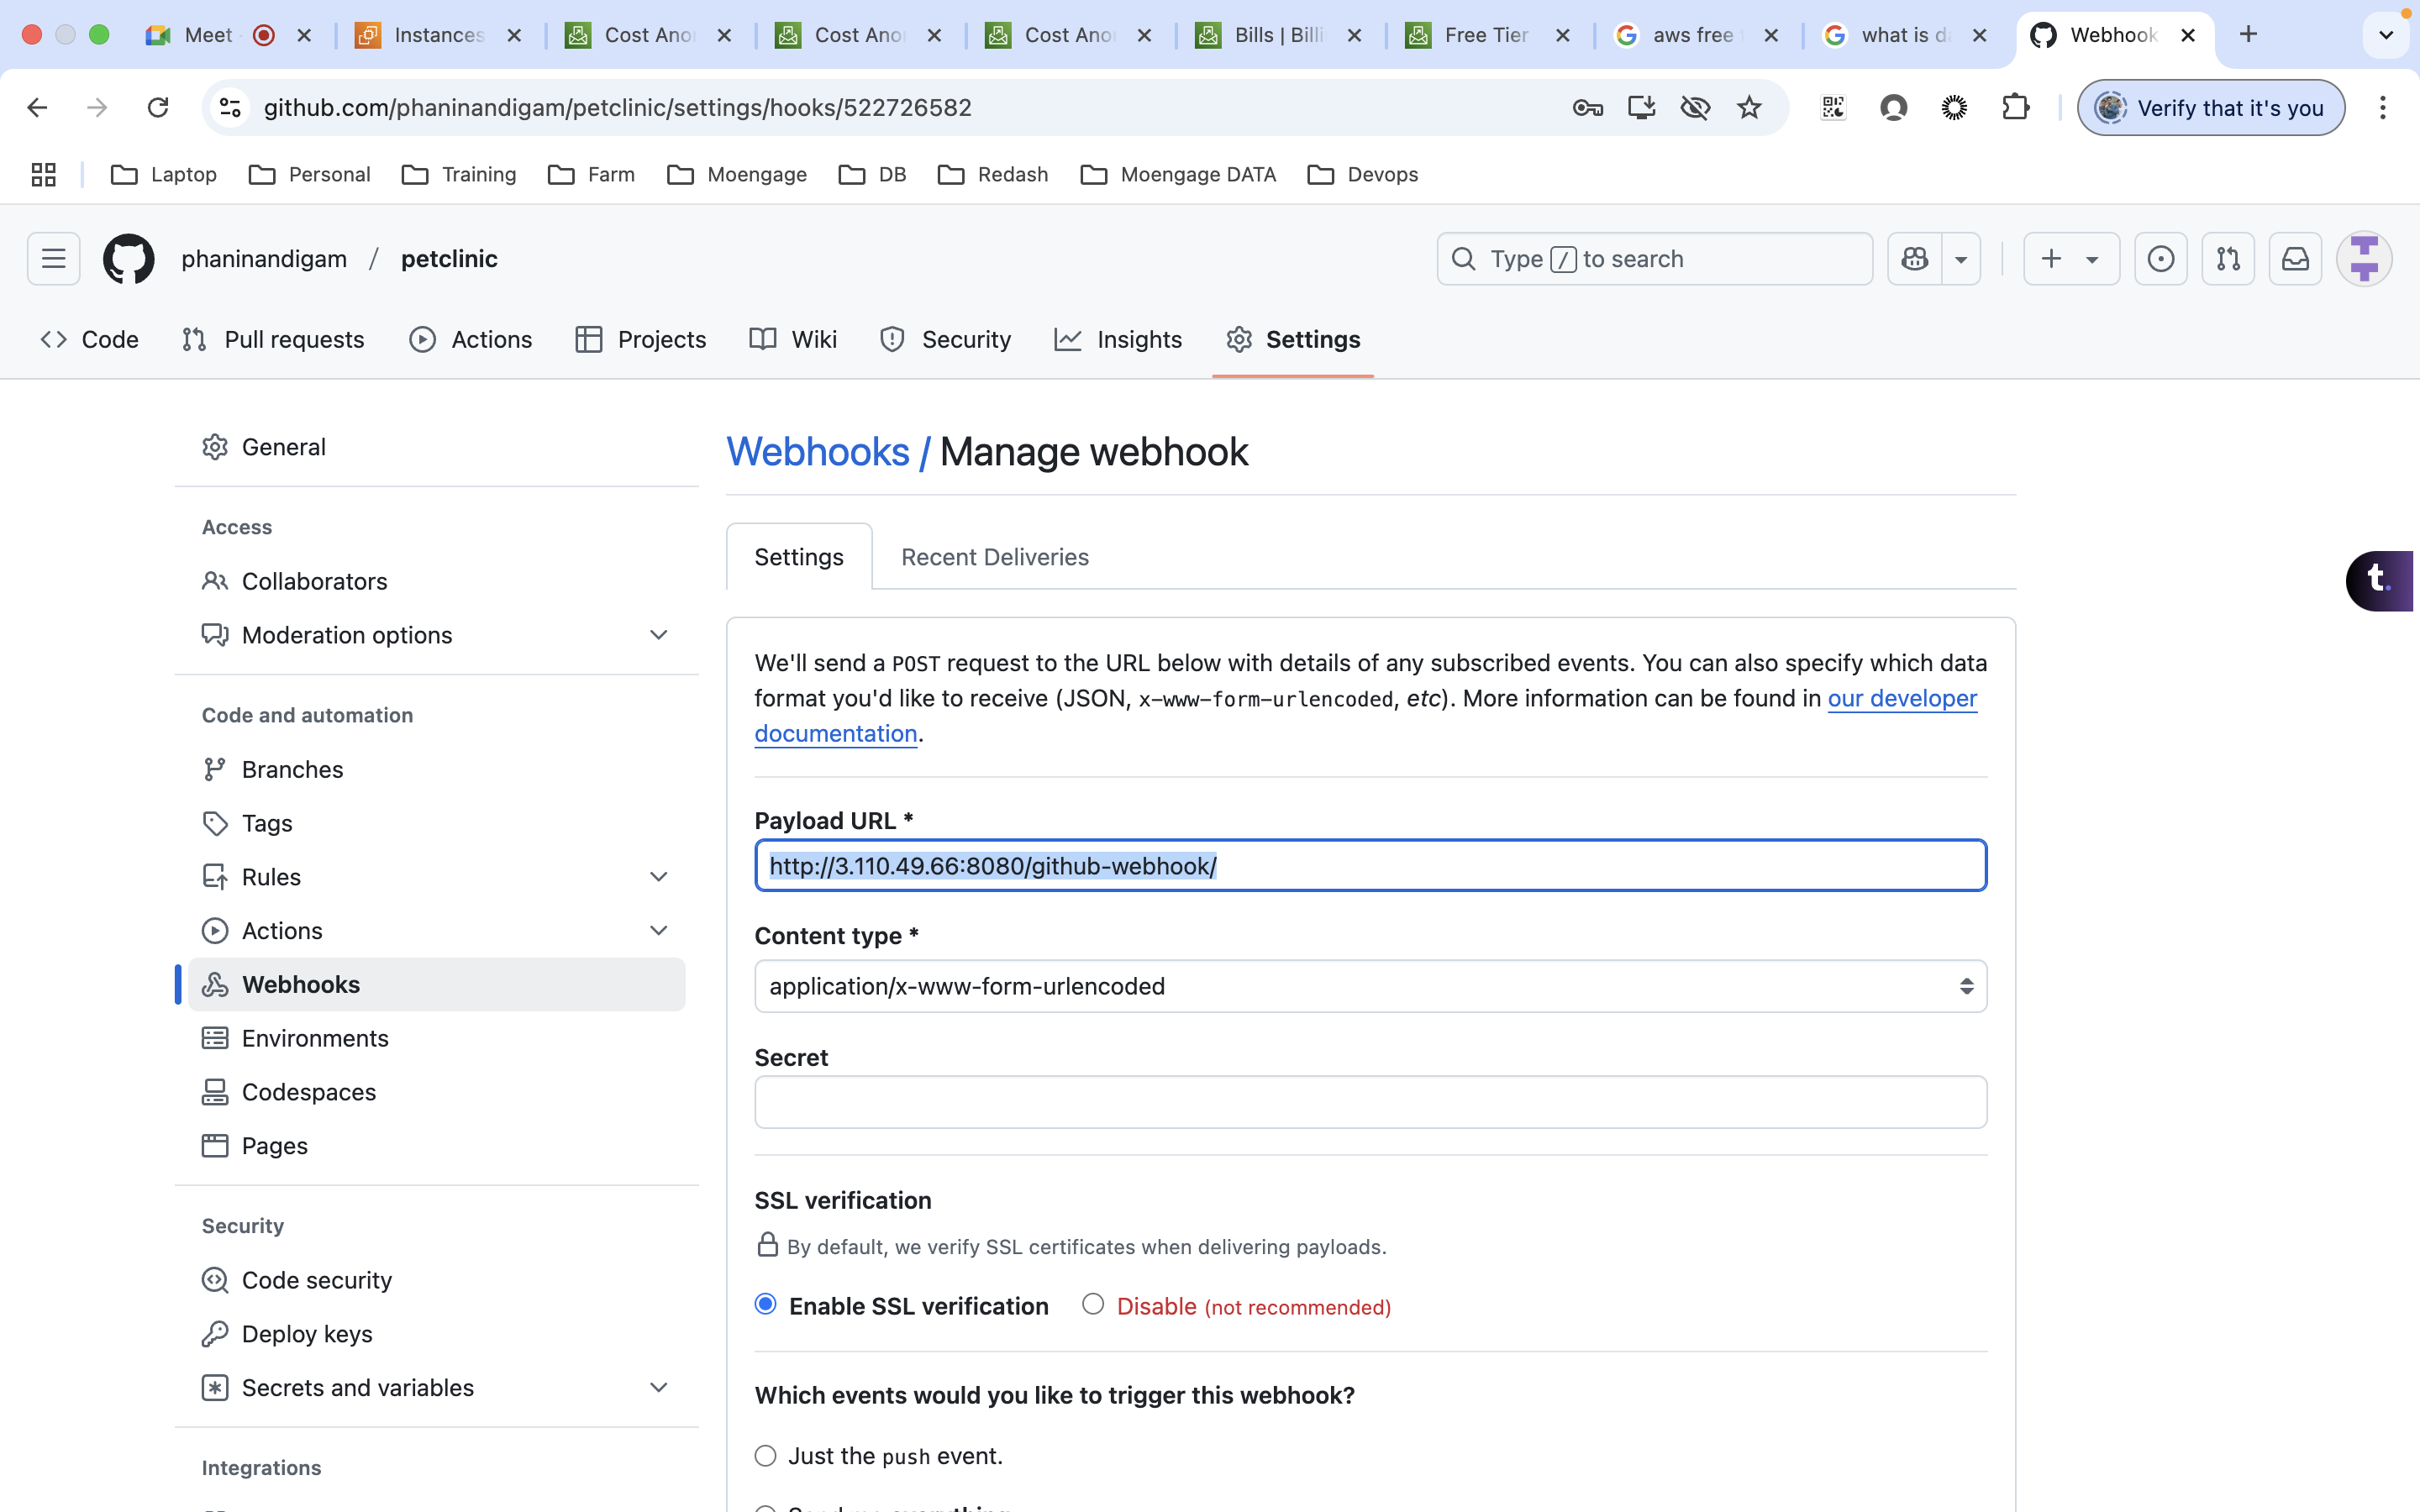 Meet
Instances
Cost Ano
Cost Ano
Cost Ano
Bills | Billi
Free Tier
aws free
what is da
Webhook
github.com/phaninandigam/petclinic/settings/hooks/522726582
Verify that it's you
Laptop
Personal
Training
Farm
Moengage
DB
Redash
Moengage DATA
Devops
phaninandigam / petclinic
Type / to search
Code
Pull requests
Actions
Projects
Wiki
Security
Insights
Settings
General
Access
Collaborators
Moderation options
Code and automation
Branches
Tags
Rules
Actions
Webhooks
Environments
Codespaces
Pages
Security
Code security
Deploy keys
Secrets and variables
Integrations
Webhooks / Manage webhook
Settings
Recent Deliveries
We'll send a POST request to the URL below with details of any subscribed events. You can also specify which data
format you'd like to receive (JSON, x-www-form-urlencoded, etc). More information can be found in our developer
documentation.
Payload URL *
http://3.110.49.66:8080/github-webhook/
Content type *
application/x-www-form-urlencoded
Secret
SSL verification
By default, we verify SSL certificates when delivering payloads.
Enable SSL verification
Disable (not recommended)
Which events would you like to trigger this webhook?
Just the push event.
t.